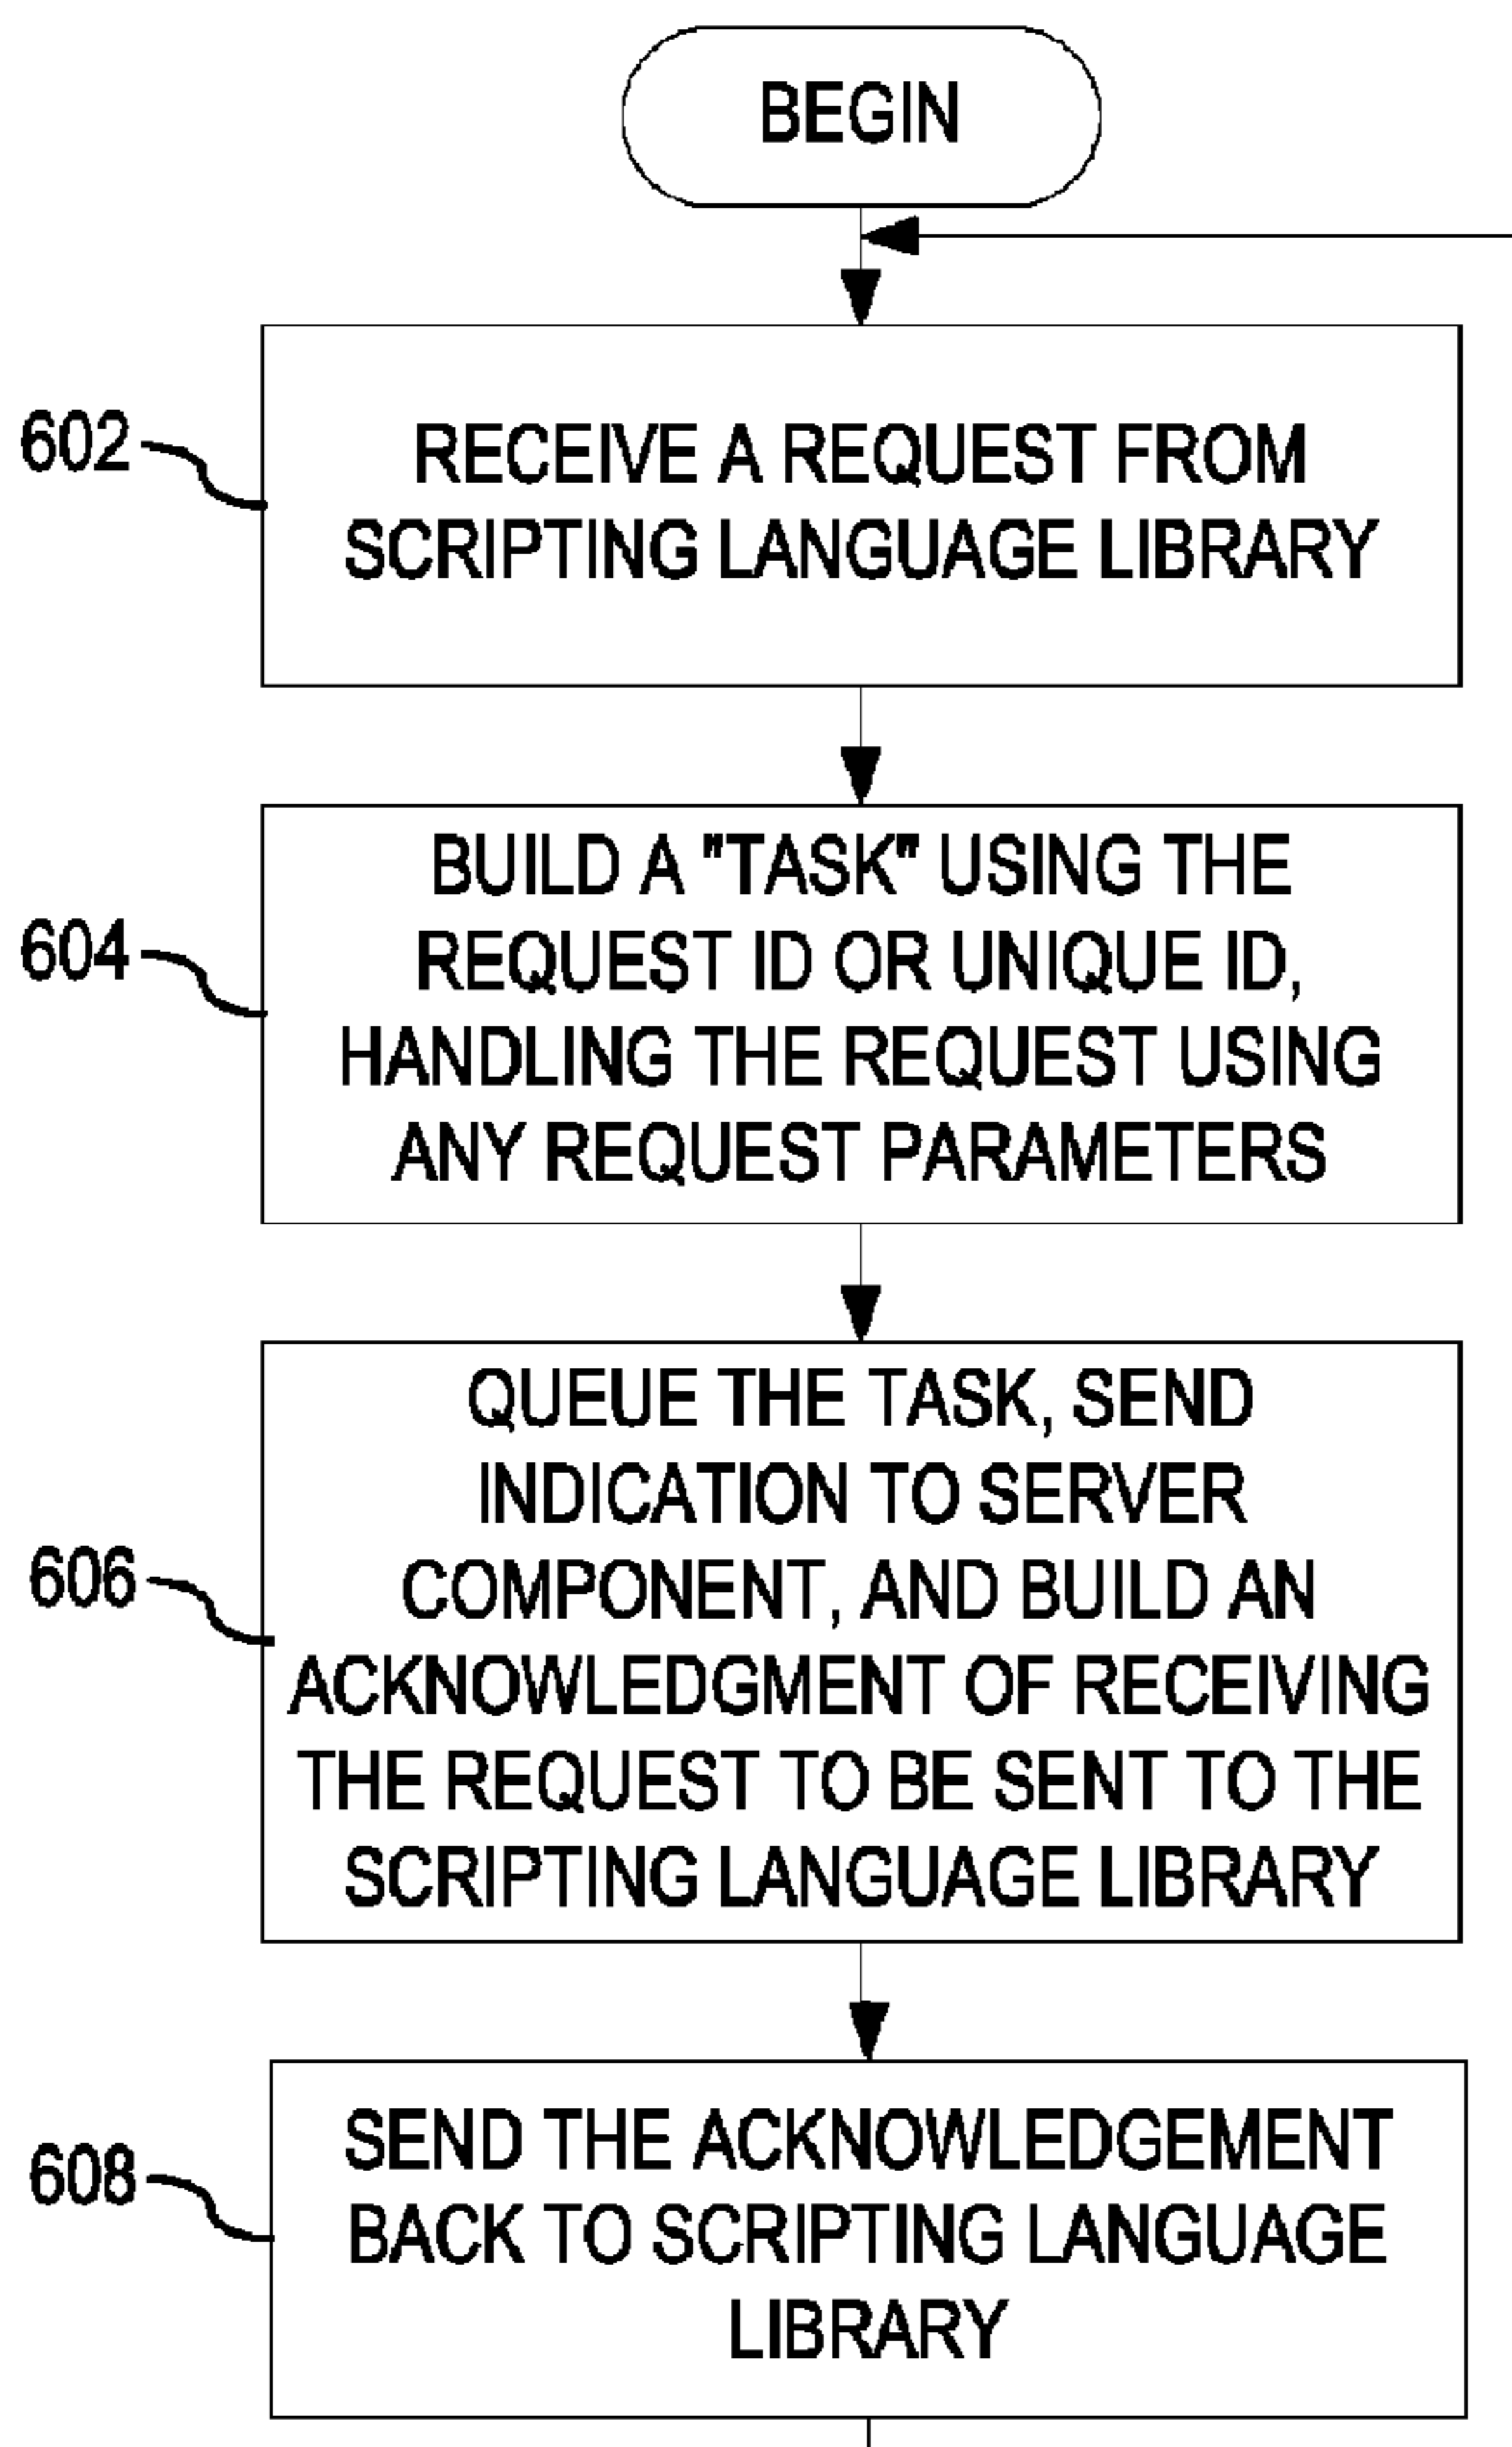 BEGIN
602
RECEIVE A REQUEST FROM
SCRIPTING LANGUAGE LIBRARY
604
BUILD A "TASK" USING THE
REQUEST ID OR UNIQUE ID,
HANDLING THE REQUEST USING
ANY REQUEST PARAMETERS
606
QUEUE THE TASK, SEND
INDICATION TO SERVER
COMPONENT, AND BUILD AN
ACKNOWLEDGMENT OF RECEIVING
THE REQUEST TO BE SENT TO THE
SCRIPTING LANGUAGE LIBRARY
608
SEND THE ACKNOWLEDGEMENT
BACK TO SCRIPTING LANGUAGE
LIBRARY